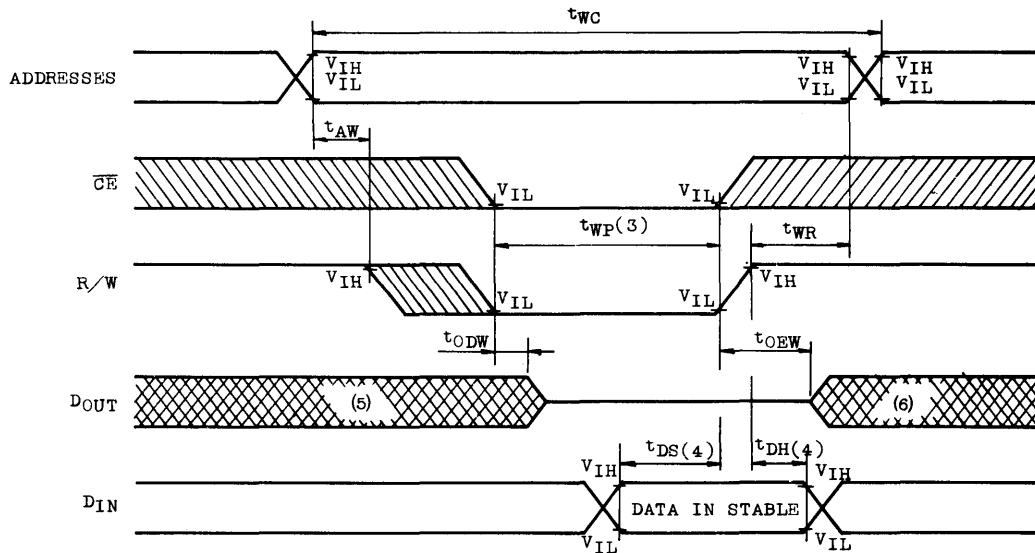 tWC
ADDRESSES
VIH
VIL
VIH
VIL
VIH
VIL
tAW
CE
VIL
VIL
tWP(3)
tWR
R/W
VIH
VIL
VIL
VIH
tODW
tOEW
DOUT
(5)
(6)
tDS(4)
tDH(4)
VIH
VIH
DIN
DATA IN STABLE
VIL
VIL